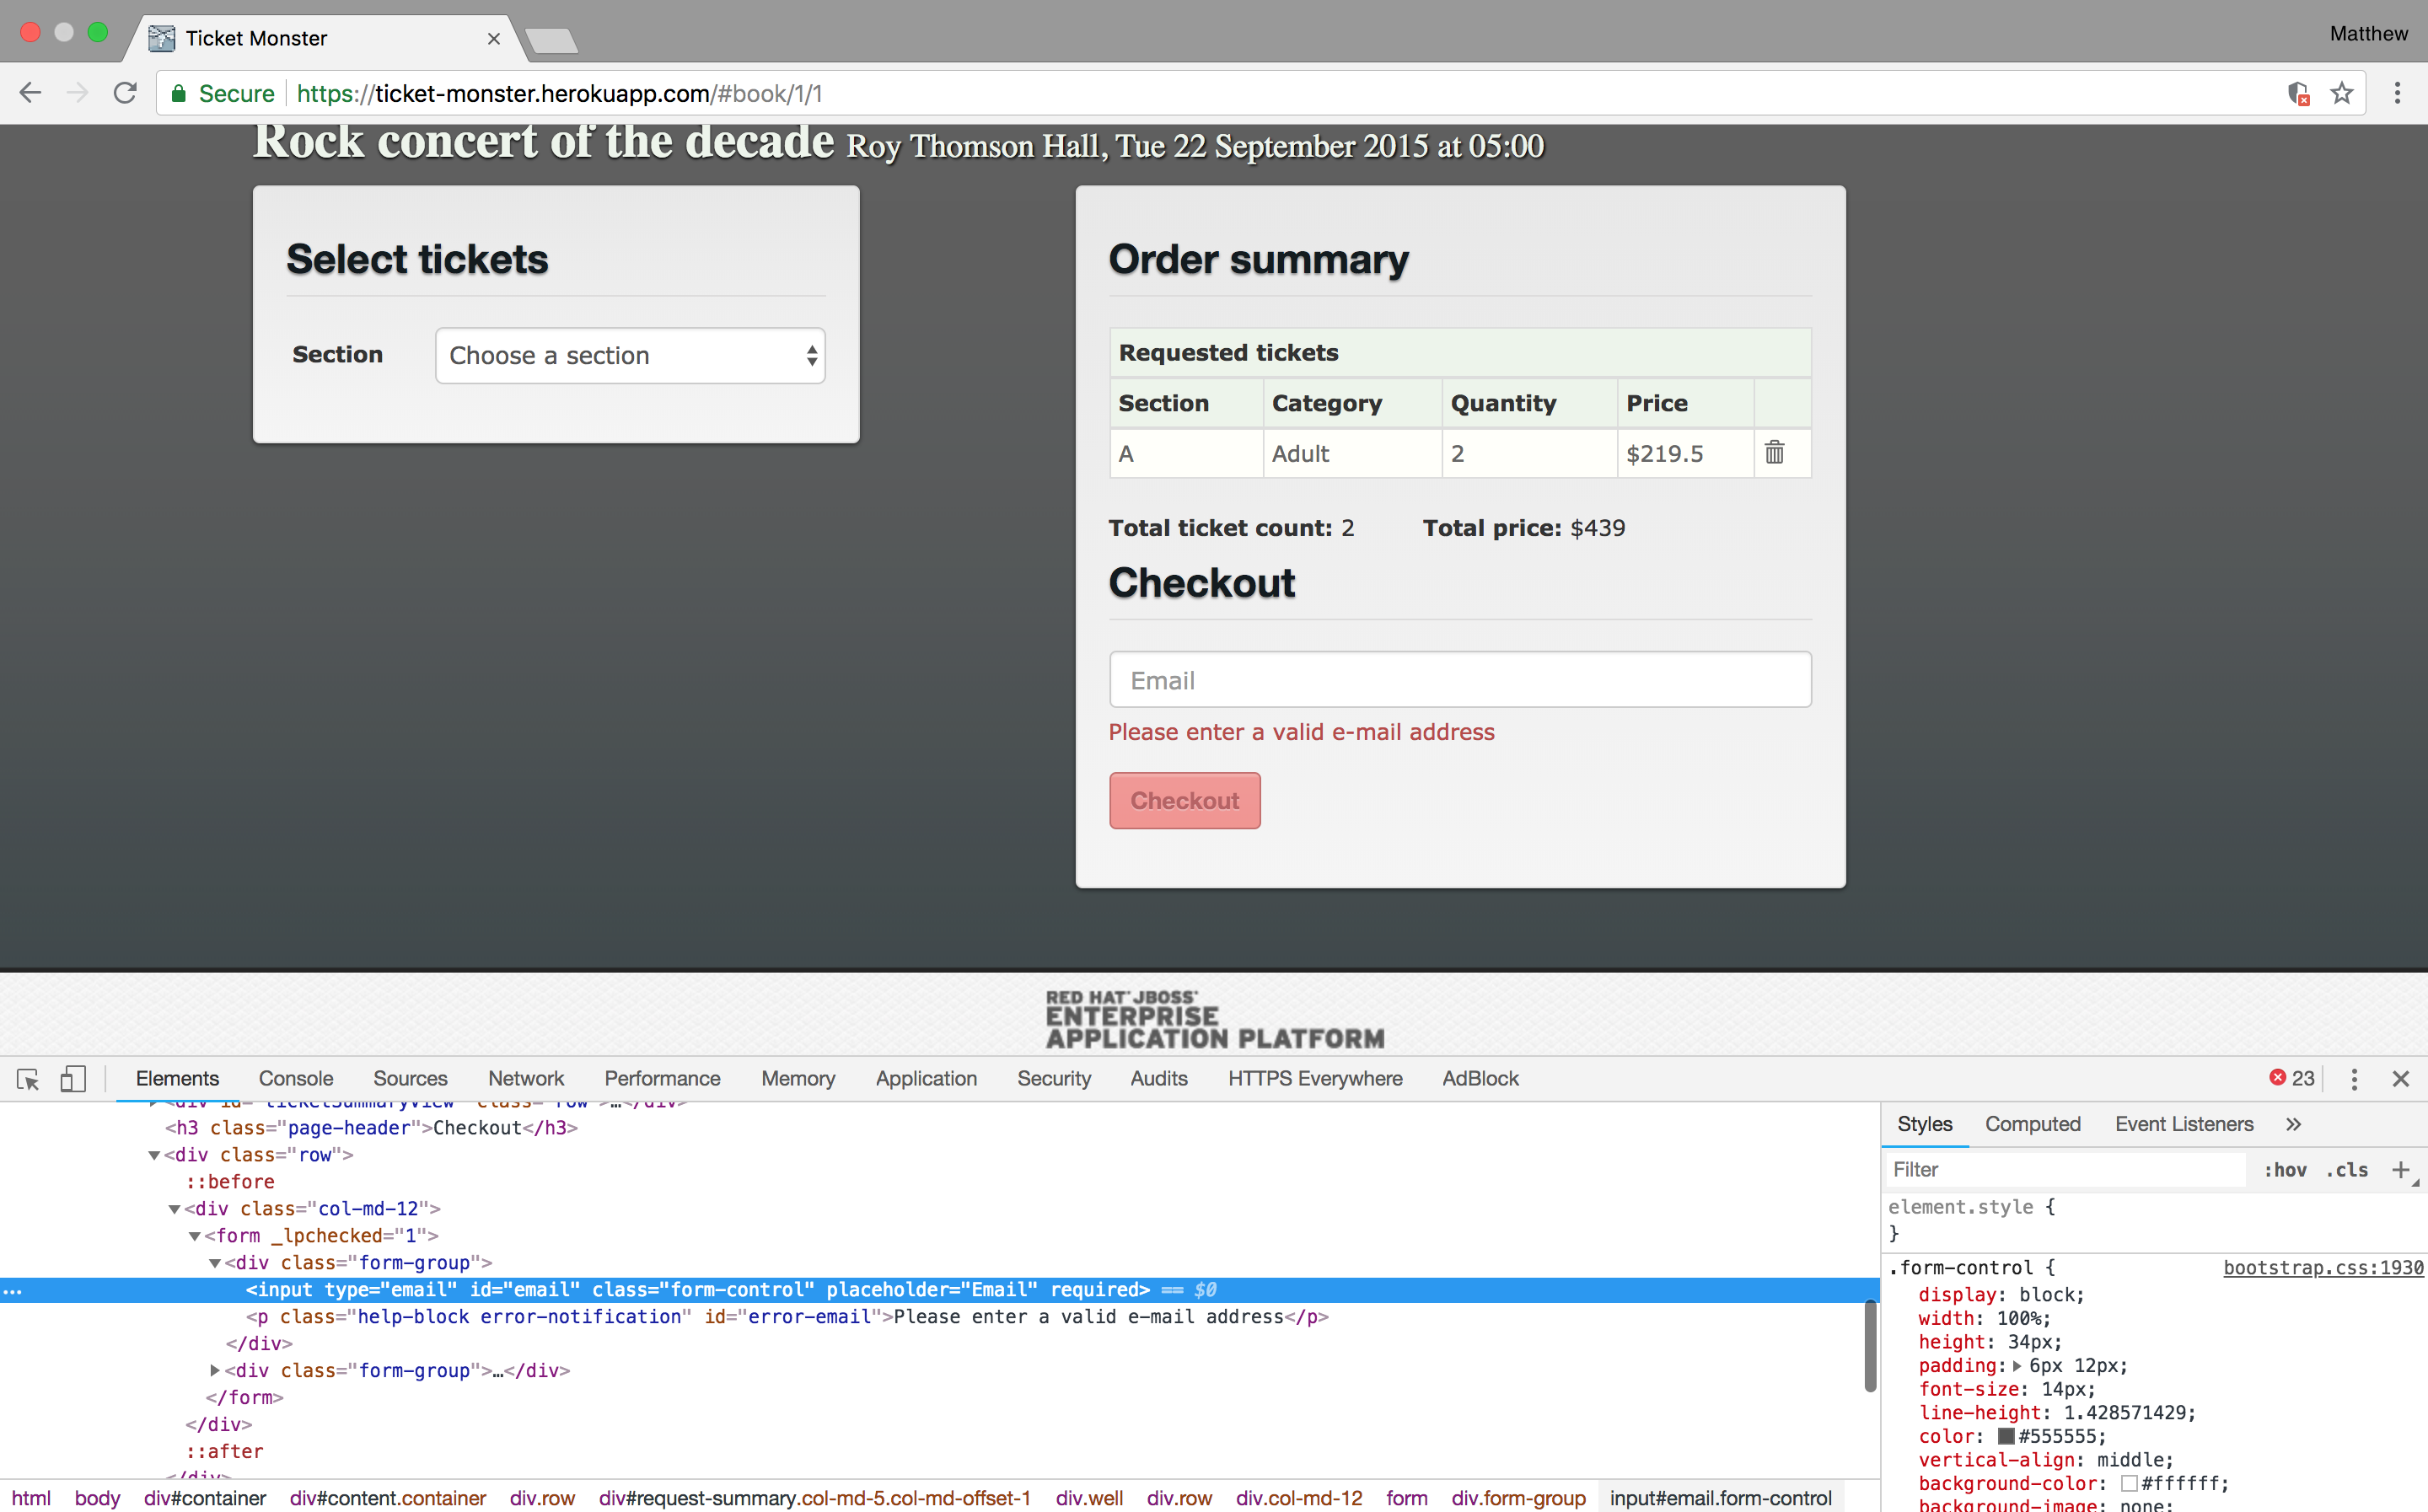 Ticket Monster
Matthew
Secure https://ticket-monster.herokuapp.com/#book/1/1
Rock concert of the decade Roy Thomson Hall, Tue 22 September 2015 at 05:00
Select tickets
Section Choose a section
Order summary
Requested tickets
Section Category Quantity Price
A Adult 2 $219.5
Total ticket count: 2 Total price: $439
Checkout
Email
Please enter a valid e-mail address
Checkout
RED HAT® JBOSS®
ENTERPRISE
APPLICATION PLATFORM
Elements Console Sources Network Performance Memory Application Security Audits HTTPS Everywhere AdBlock 23
<div id="ticketSummaryView" class="row">…</div>
<h3 class="page-header">Checkout</h3>
<div class="row">
::before
<div class="col-md-12">
<form _lpchecked="1">
<div class="form-group">
<input type="email" id="email" class="form-control" placeholder="Email" required> == $0
<p class="help-block error-notification" id="error-email">Please enter a valid e-mail address</p>
</div>
<div class="form-group">…</div>
</form>
</div>
::after
</div>
html body div#container div#content.container div.row div#request-summary.col-md-5.col-md-offset-1 div.well div.row div.col-md-12 form div.form-group input#email.form-control
Styles Computed Event Listeners »
Filter :hov .cls +
element.style {
}
.form-control { bootstrap.css:1930
display: block;
width: 100%;
height: 34px;
padding: 6px 12px;
font-size: 14px;
line-height: 1.428571429;
color: #555555;
vertical-align: middle;
background-color: #ffffff;
background-image: none;